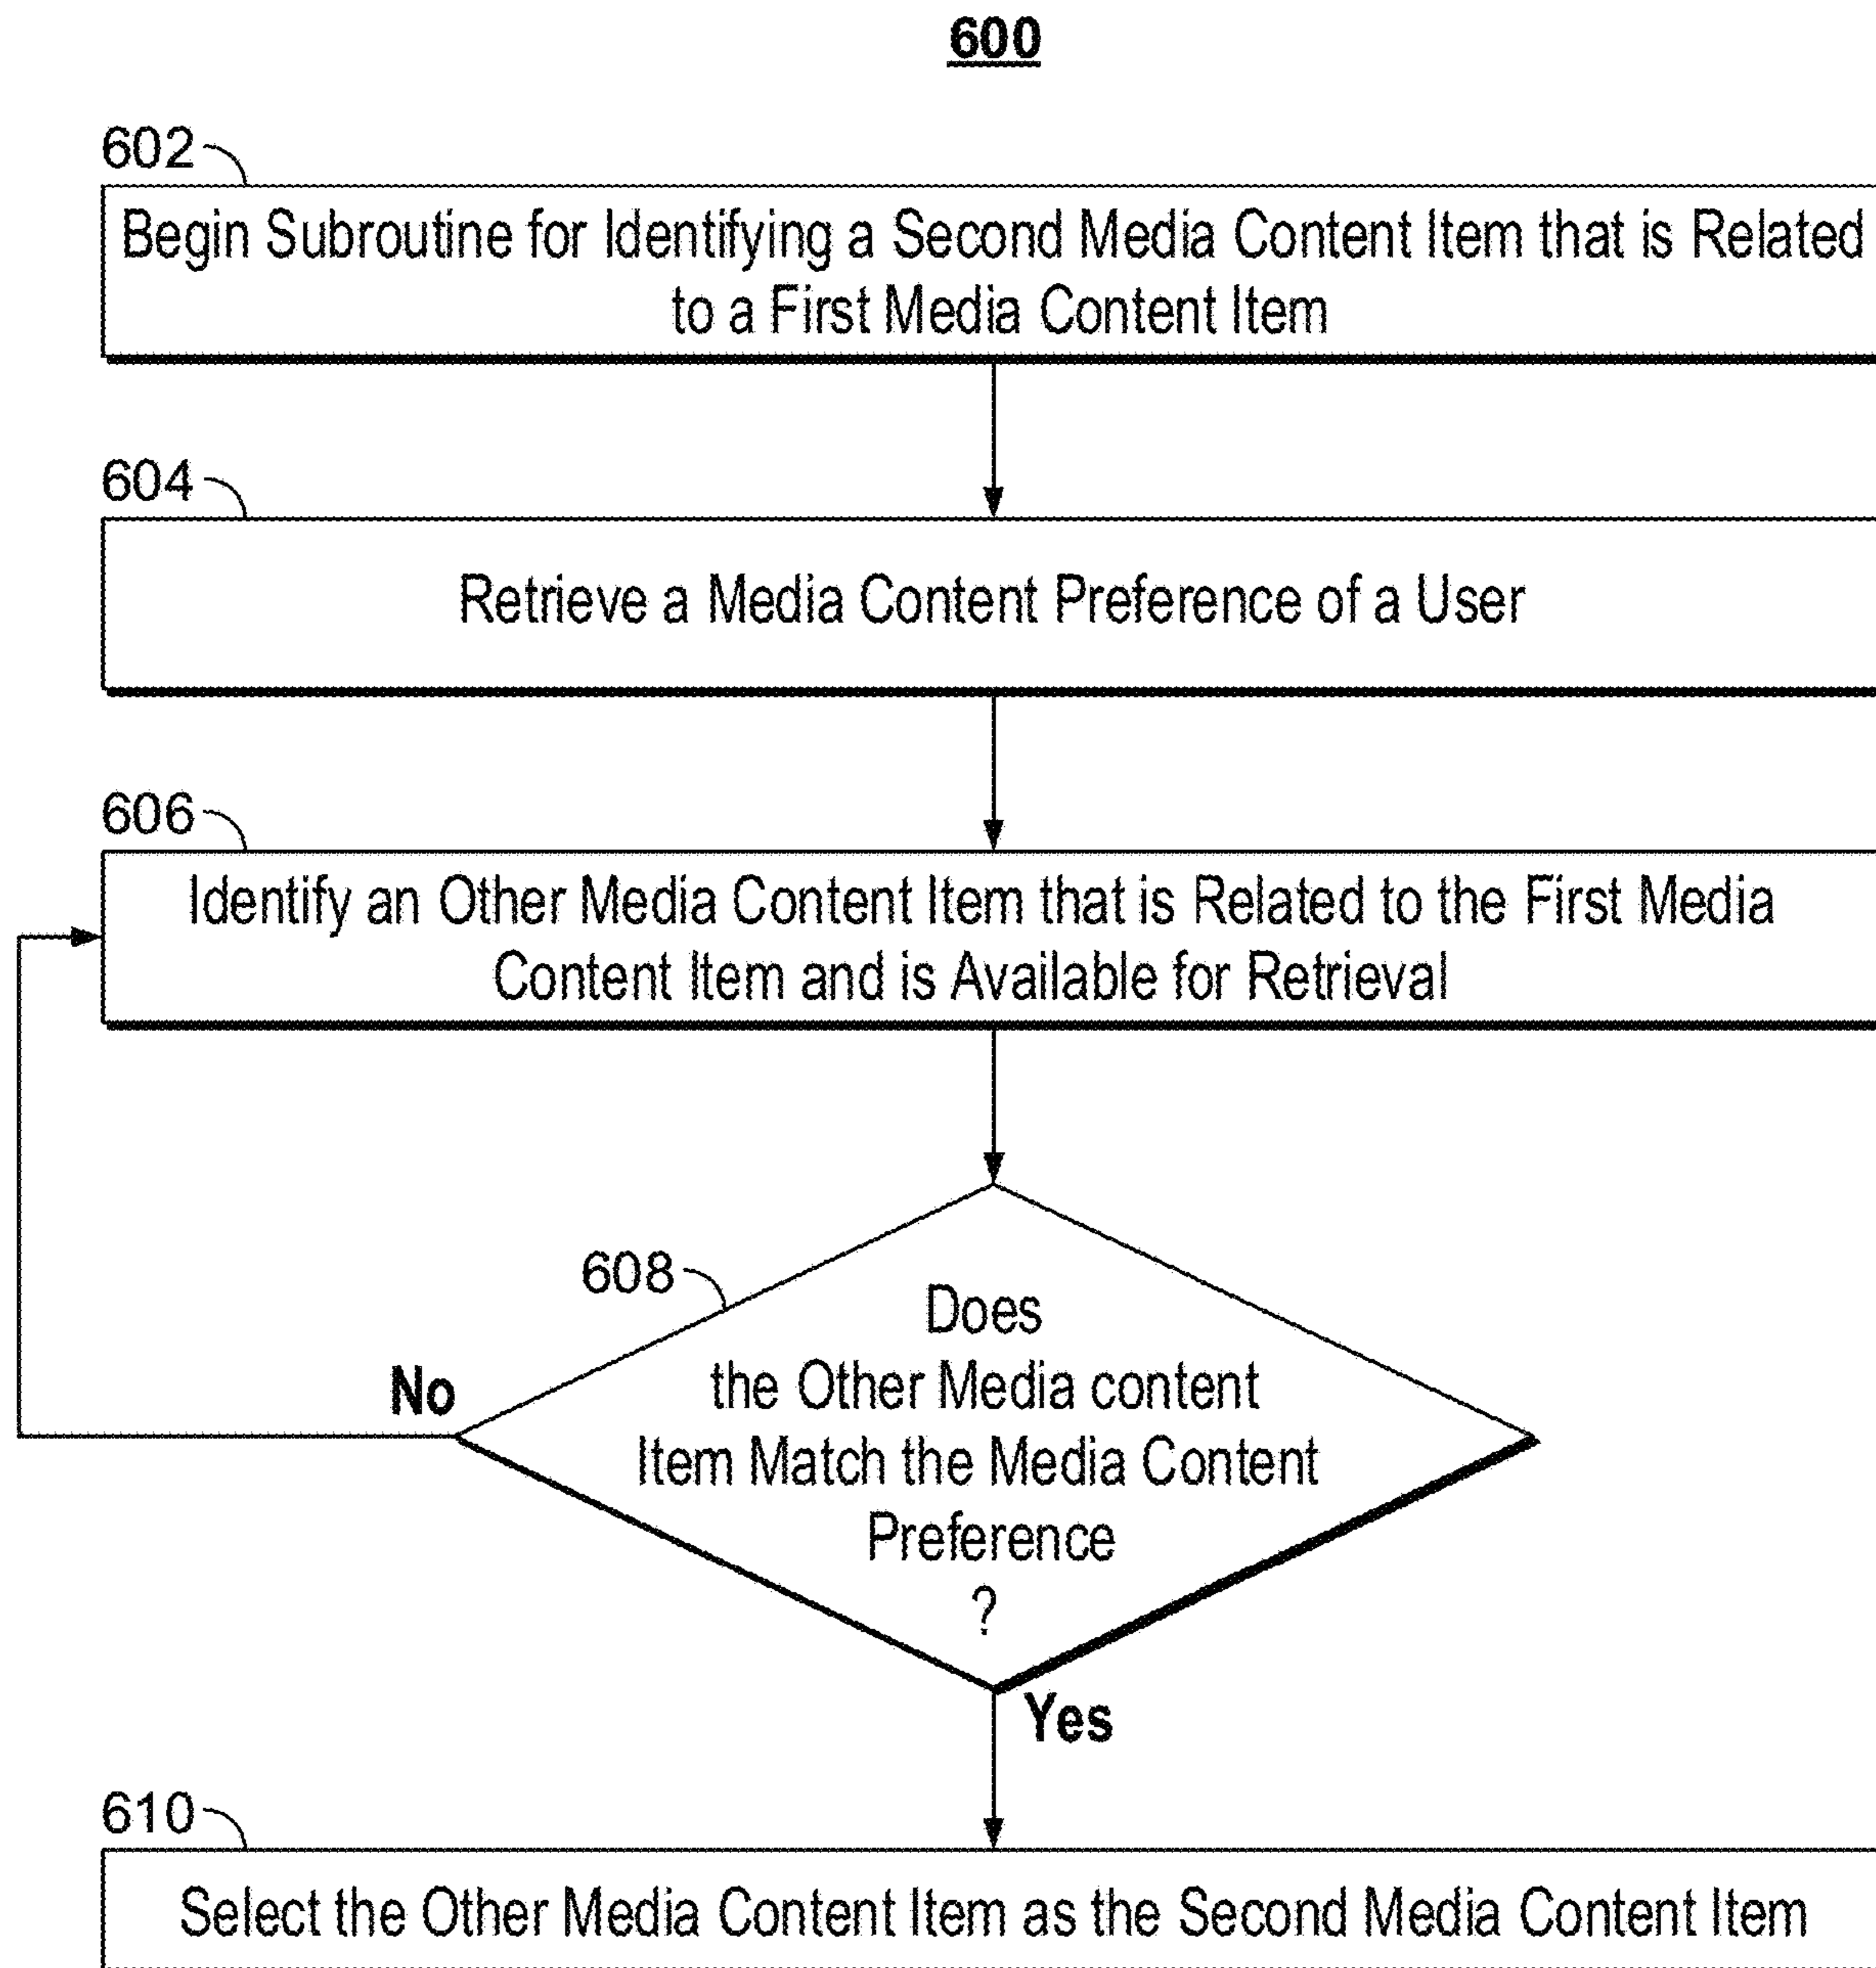 600
602
Begin Subroutine for Identifying a Second Media Content Item that is Related
to a First Media Content Item
604
Retrieve a Media Content Preference of a User
606
Identify an Other Media Content Item that is Related to the First Media
Content Item and is Available for Retrieval
608
Does
the Other Media content
Item Match the Media Content
Preference
?
No
Yes
610
Select the Other Media Content Item as the Second Media Content Item